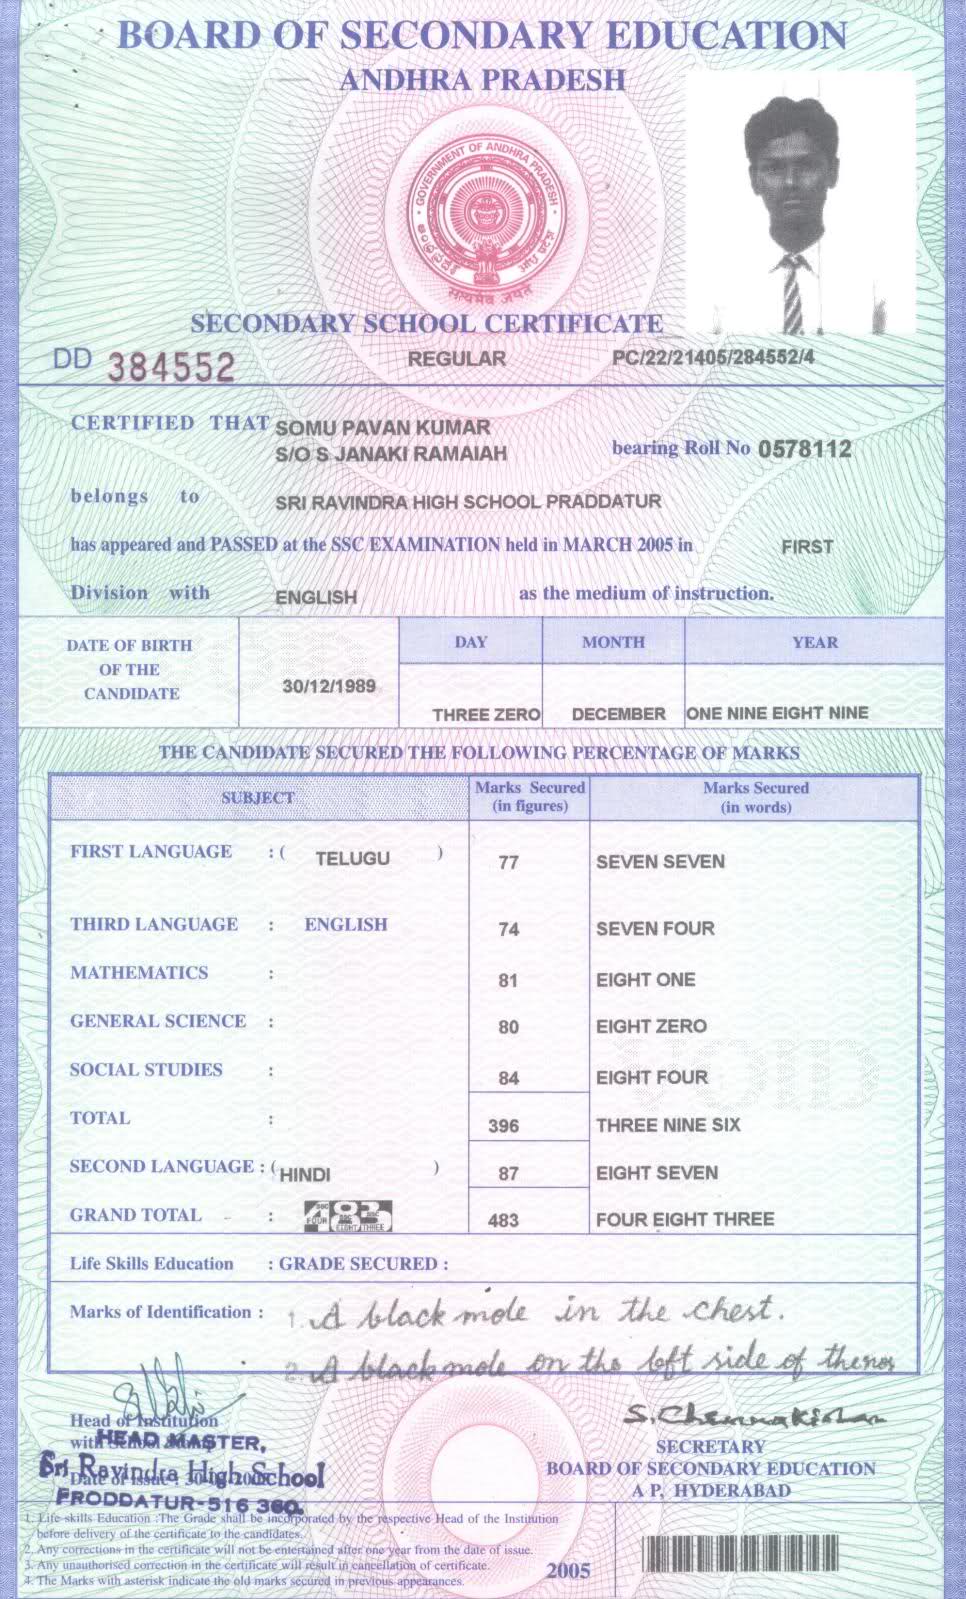 BOARD OF SECONDARY EDUCATION
ANDHRA PRADESH
GOVERNMENT OF ANDHRA PRADESH
सत्यमेव जयते
SECONDARY SCHOOL CERTIFICATE
DD 384552 REGULAR PC/22/21405/284552/4
CERTIFIED THAT SOMU PAVAN KUMAR
S/O S JANAKI RAMAIAH bearing Roll No 0578112
belongs to SRI RAVINDRA HIGH SCHOOL PRADDATUR
has appeared and PASSED at the SSC EXAMINATION held in MARCH 2005 in FIRST
Division with ENGLISH as the medium of instruction.
DATE OF BIRTH OF THE CANDIDATE 30/12/1989
DAY MONTH YEAR
THREE ZERO DECEMBER ONE NINE EIGHT NINE
THE CANDIDATE SECURED THE FOLLOWING PERCENTAGE OF MARKS
SUBJECT Marks Secured (in figures) Marks Secured (in words)
FIRST LANGUAGE : ( TELUGU ) 77 SEVEN SEVEN
THIRD LANGUAGE : ENGLISH 74 SEVEN FOUR
MATHEMATICS : 81 EIGHT ONE
GENERAL SCIENCE : 80 EIGHT ZERO
SOCIAL STUDIES : 84 EIGHT FOUR
VOID
TOTAL : 396 THREE NINE SIX
SECOND LANGUAGE : ( HINDI ) 87 EIGHT SEVEN
GRAND TOTAL : 483 483 FOUR EIGHT THREE
Life Skills Education : GRADE SECURED :
Marks of Identification : 1. A black mole in the chest.
2. A black mole on the left side of the nos
S. Chennakishan
Head of Institution
with School
HEAD MASTER,
Sri Ravindra High School
PRODDATUR-516 360.
Date of Issue :
SECRETARY
BOARD OF SECONDARY EDUCATION
A P, HYDERABAD
1. Life skills Education :The Grade shall be incorporated by the respective Head of the Institution
before delivery of the certificate to the candidates.
2. Any corrections in the certificate will not be entertained after one year from the date of issue.
3. Any unauthorised correction in the certificate will result in cancellation of certificate.
4. The Marks with asterisk indicate the old marks secured in previous appearances.
2005